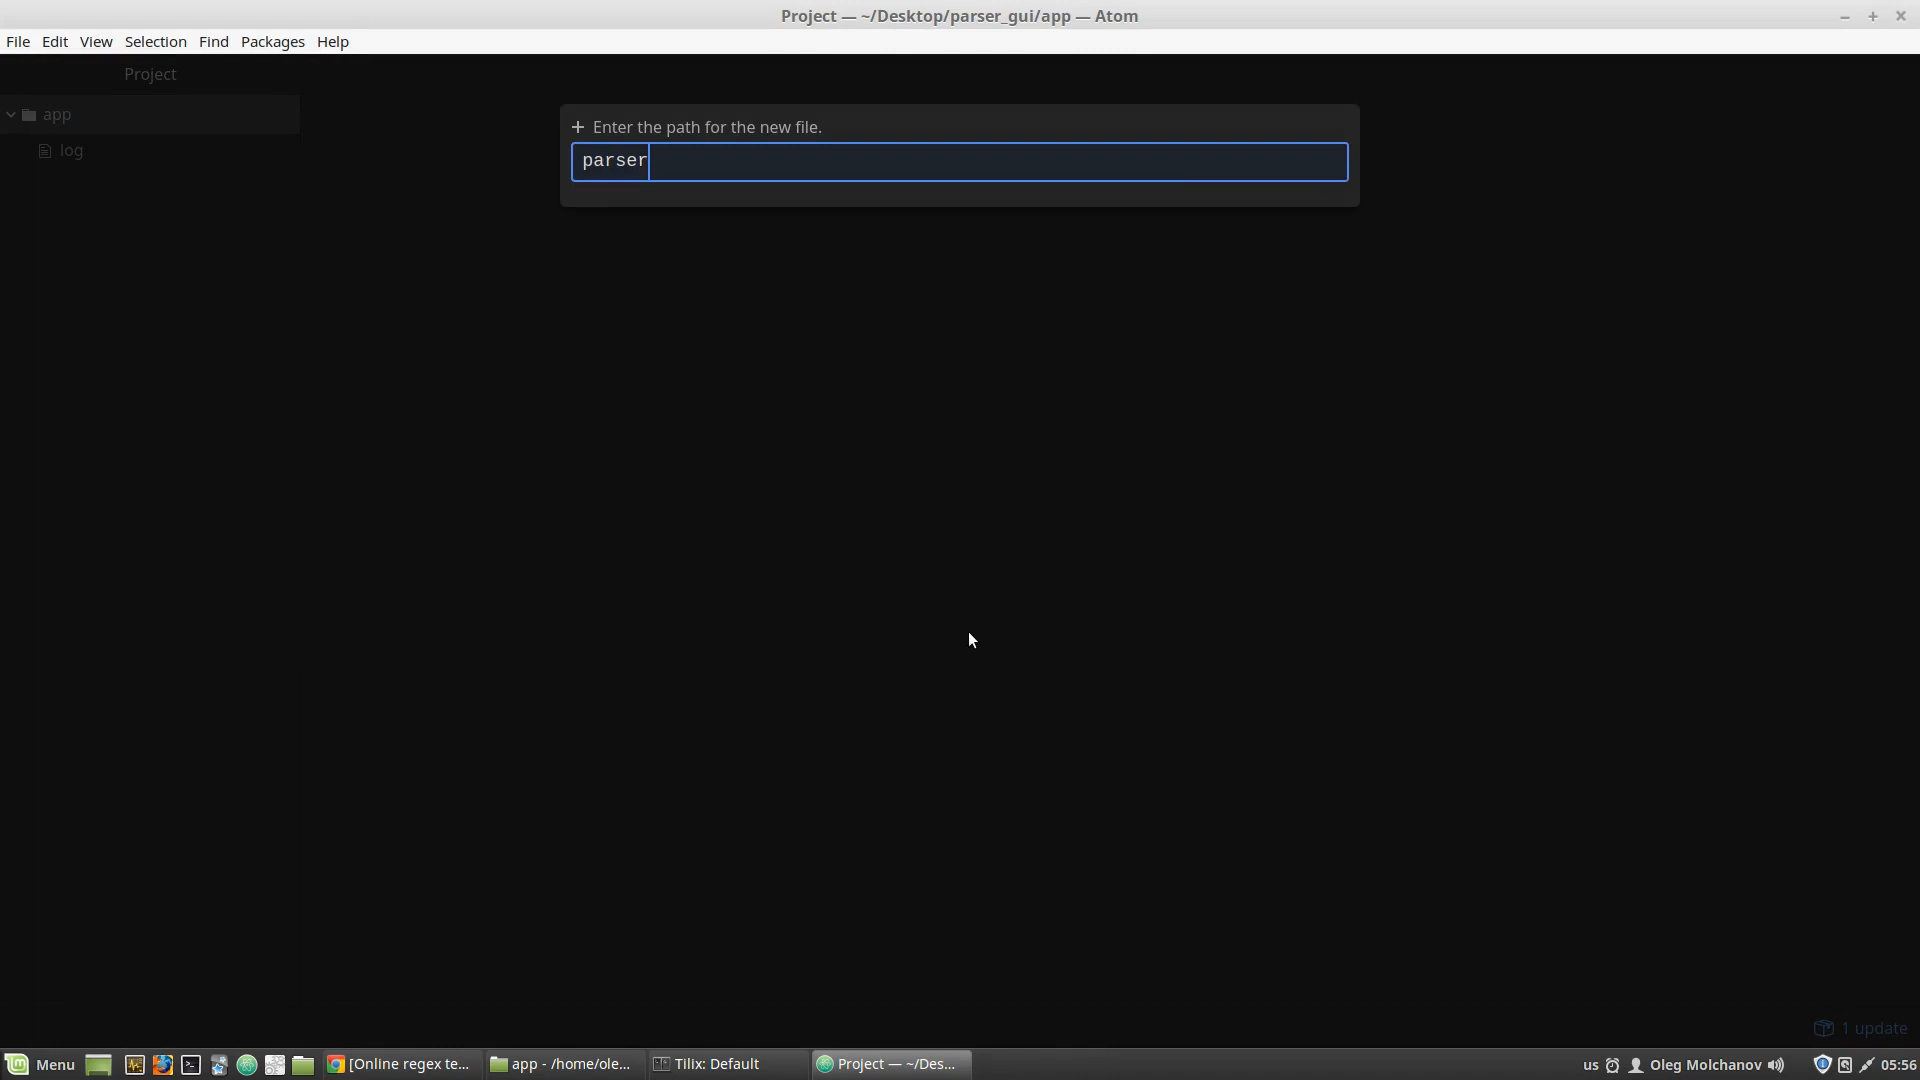 Project — ~/Desktop/parser_gui/app — Atom
File Edit View Selection Find Packages Help
Project
app
log
Enter the path for the new file.
parser
1 update
Menu
[Online regex te...
app - /home/ole...
Tilix: Default
Project — ~/Des...
us
Oleg Molchanov
05:56